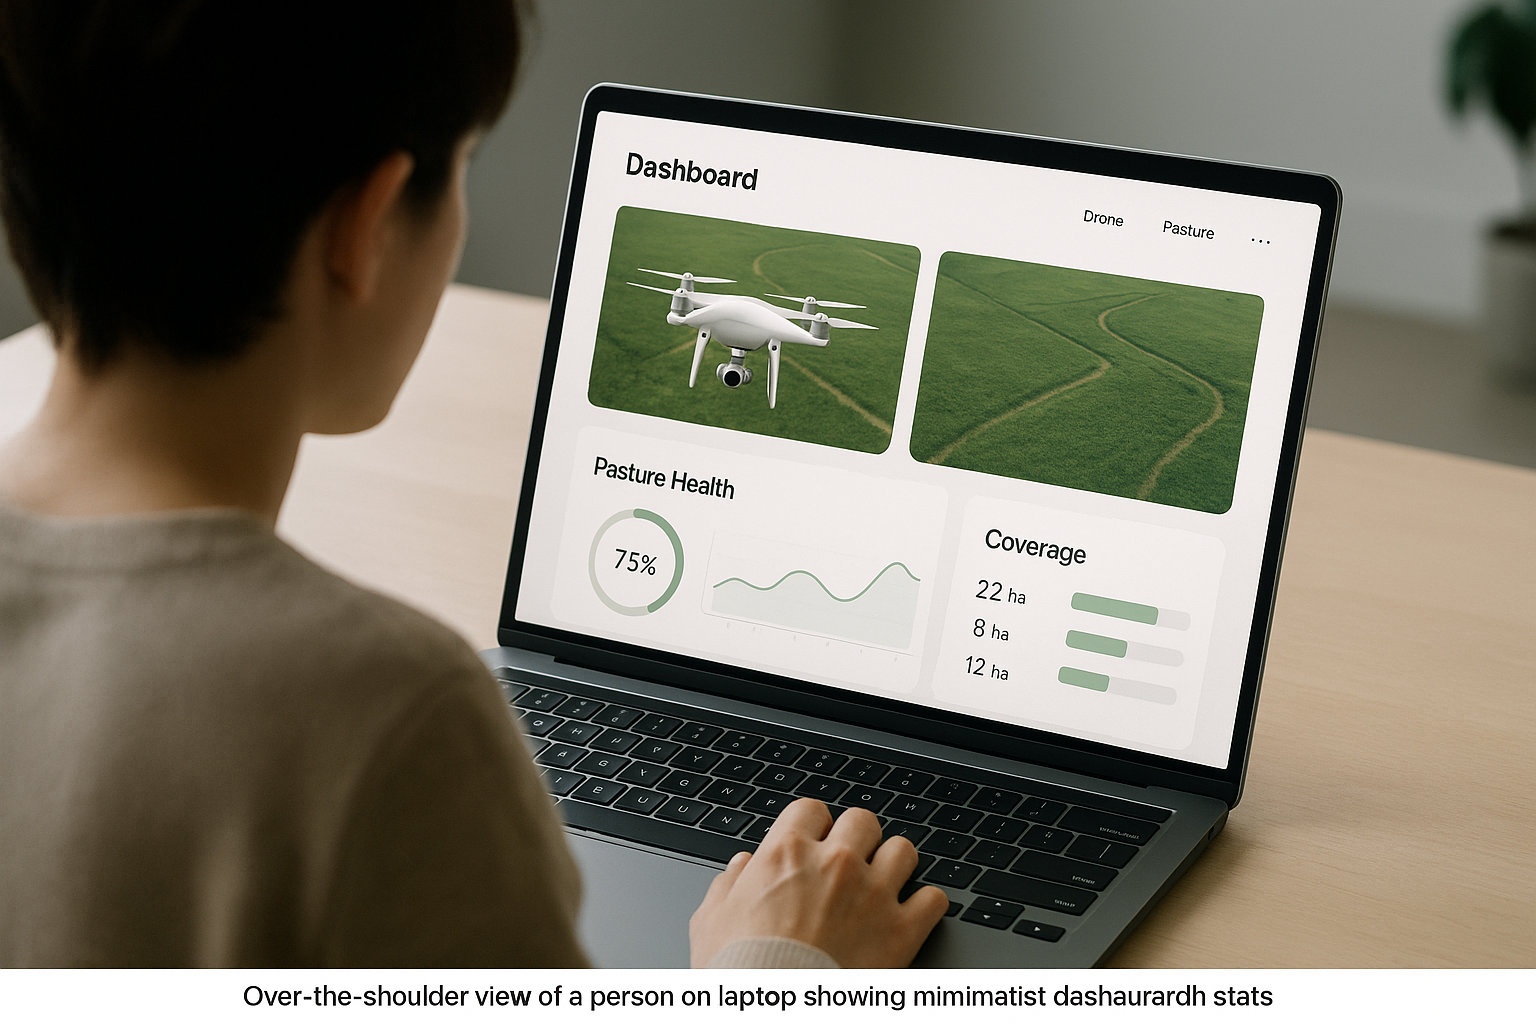 Dashboard
Drone Pasture ...
Pasture Health
75%
Coverage
22 ha
8 ha
12 ha
Over-the-shoulder view of a person on laptop showing mimimatist dashaurardh stats